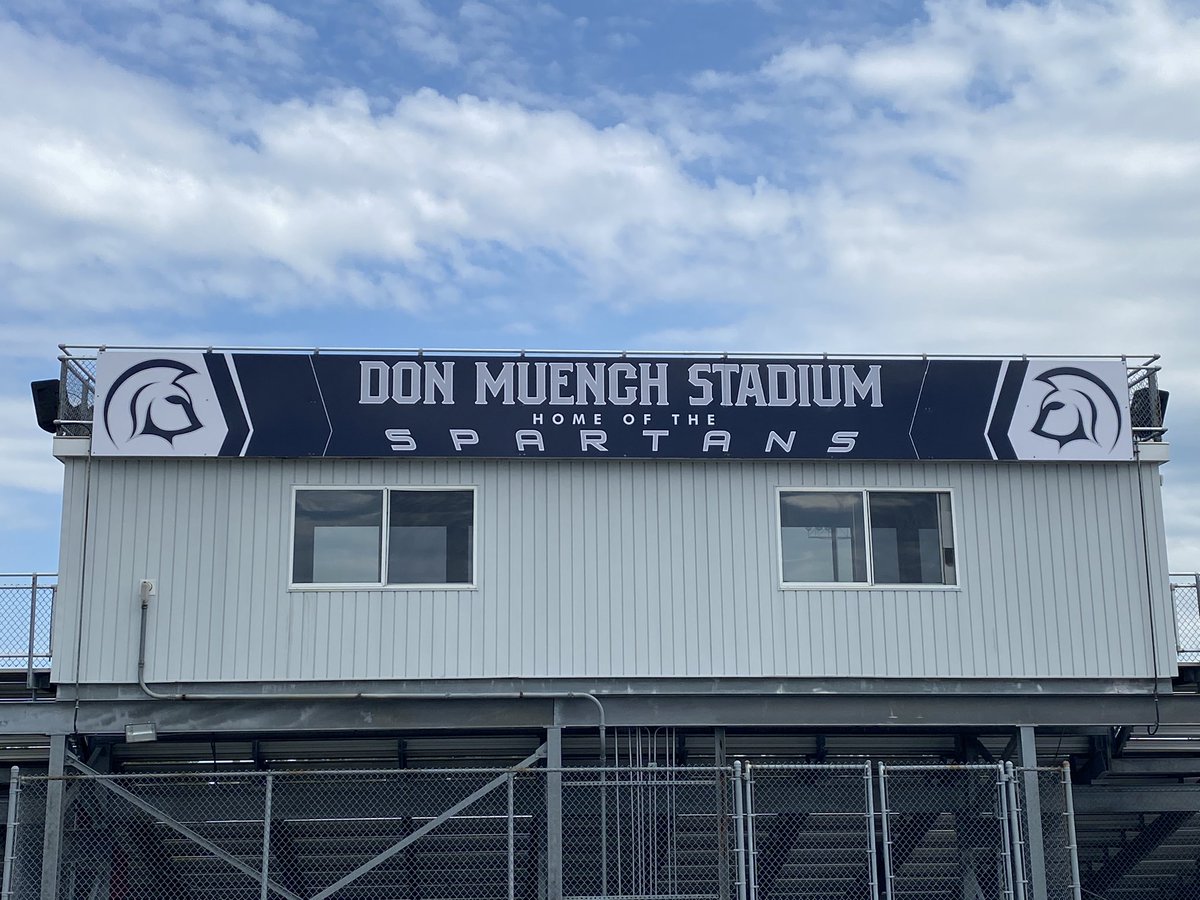 DON MUENCH STADIUM
HOME OF THE
SPARTANS